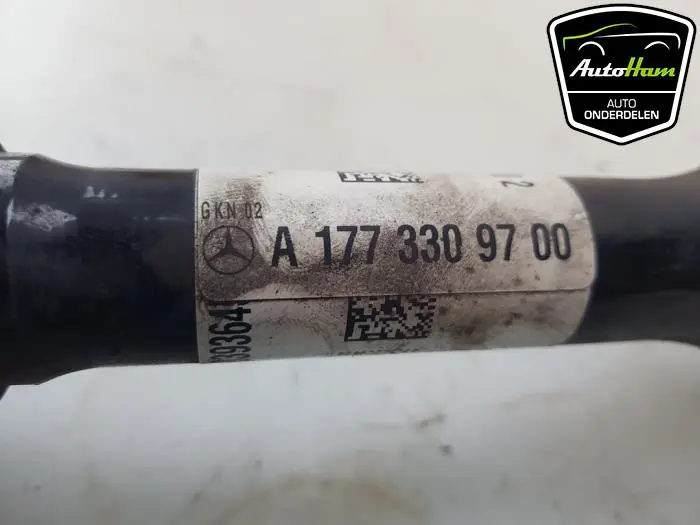 AutoHam
AUTO
ONDERDELEN
GKN 02
A 177 330 97 00